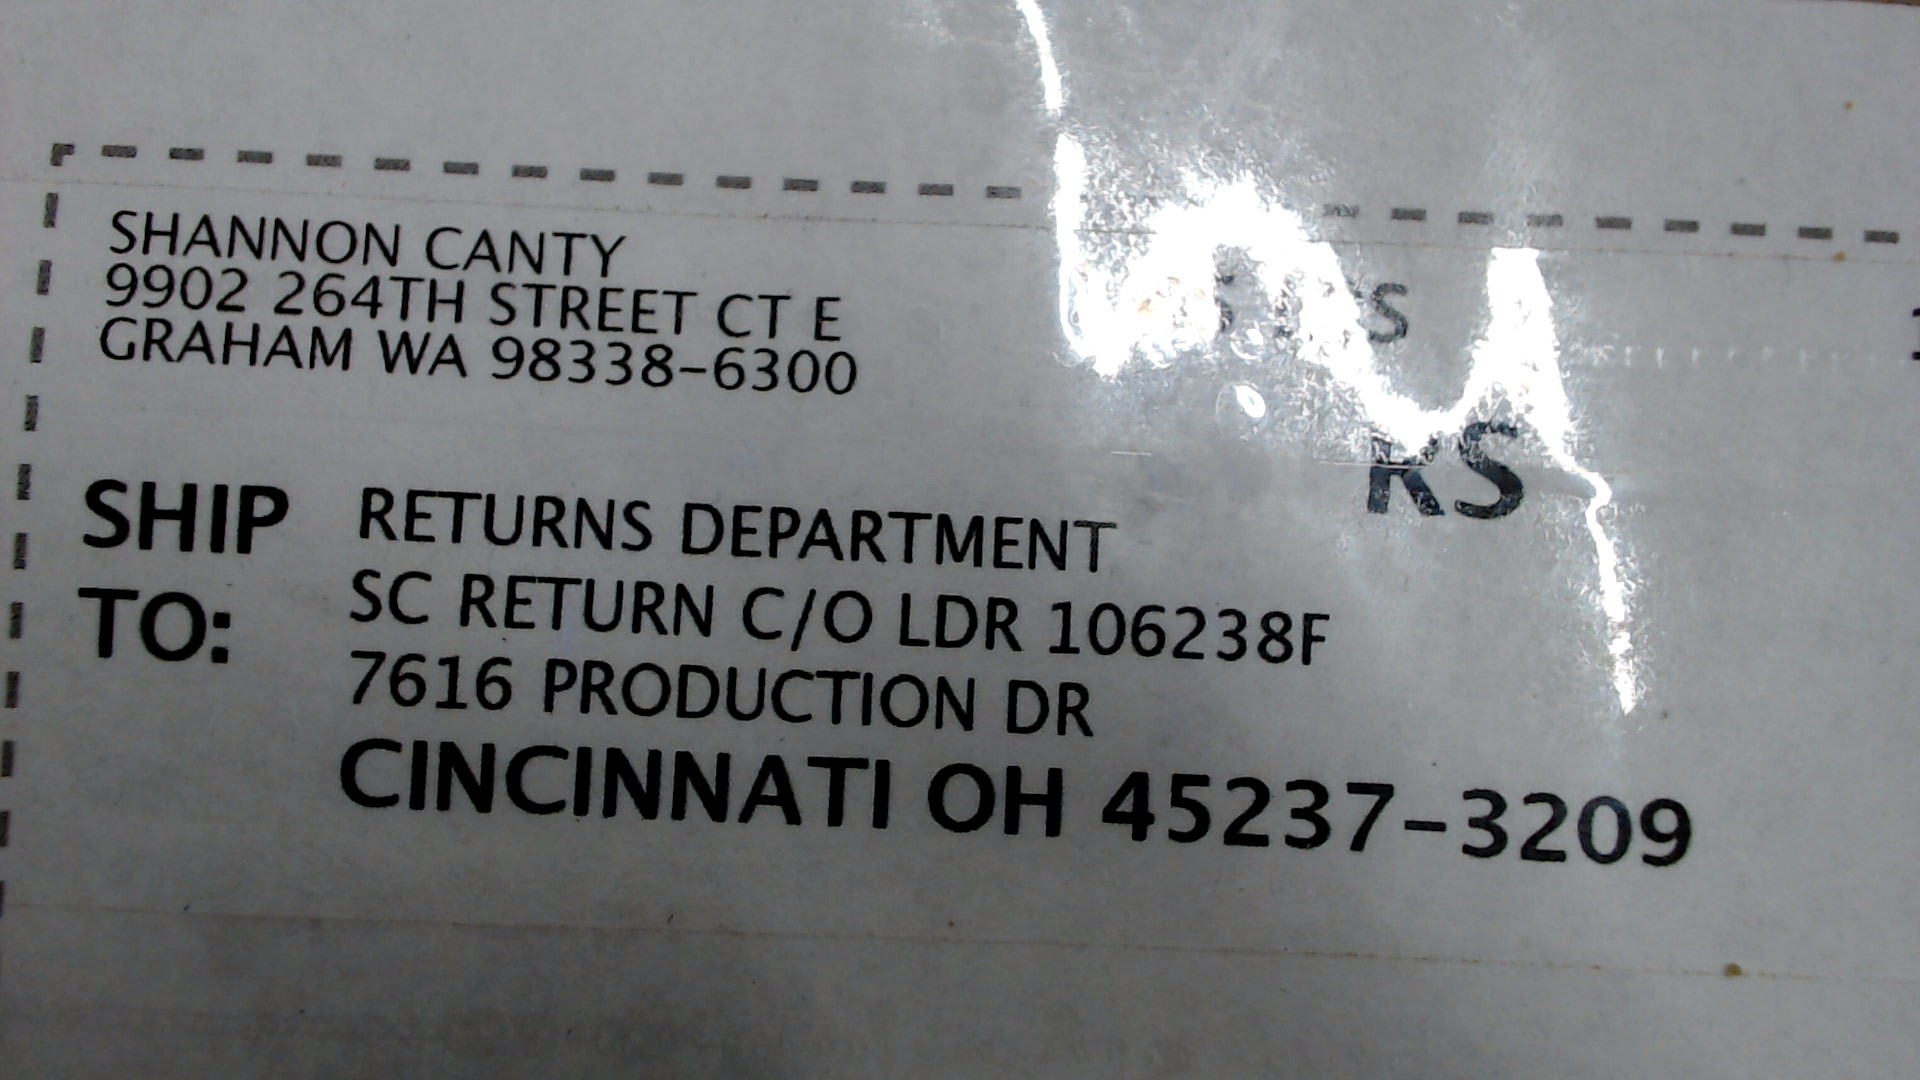 SHANNON CANTY
9902 264TH STREET CT E
GRAHAM WA 98338-6300
SHIP TO:
RETURNS DEPARTMENT
SC RETURN C/O LDR 106238F
7616 PRODUCTION DR
CINCINNATI OH 45237-3209
RS